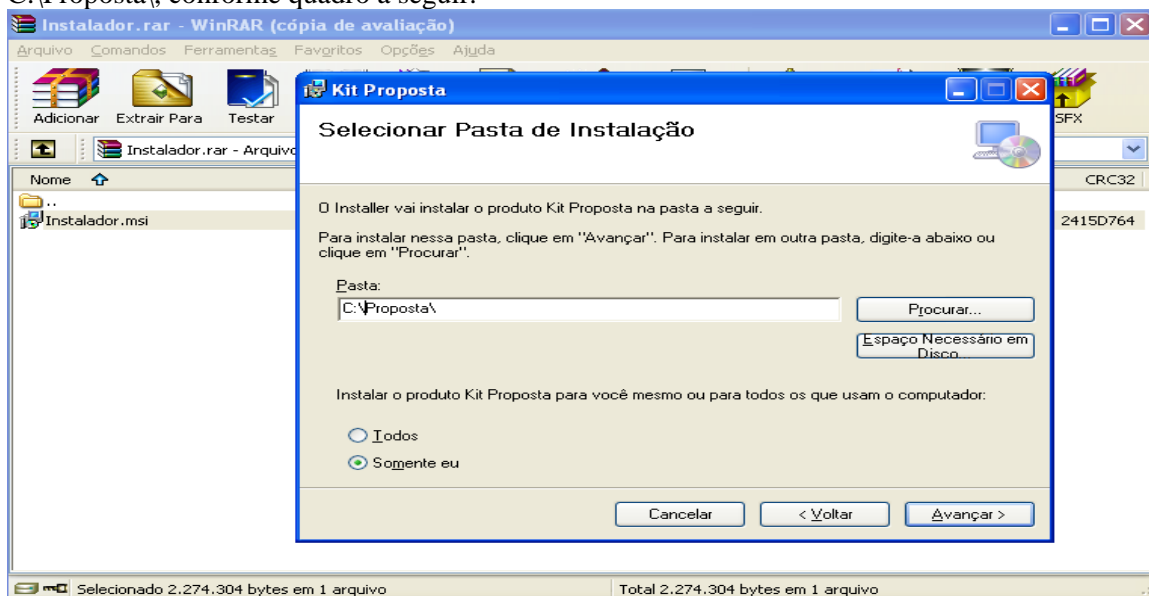 C:\Proposta\, conforme quadro a seguir:
Instalador.rar - WinRAR (cópia de avaliação)
Arquivo Comandos Ferramentas Favoritos Opções Ajuda
Adicionar Extrair Para Testar SFX
Instalador.rar - Arquivo
Nome CRC32
..
Instalador.msi 2415D764
Kit Proposta
Selecionar Pasta de Instalação
O Installer vai instalar o produto Kit Proposta na pasta a seguir.
Para instalar nessa pasta, clique em "Avançar". Para instalar em outra pasta, digite-a abaixo ou
clique em "Procurar".
Pasta:
C:\Proposta\
Procurar...
Espaço Necessário em
Disco...
Instalar o produto Kit Proposta para você mesmo ou para todos os que usam o computador:
Todos
Somente eu
Cancelar < Voltar Avançar >
Selecionado 2.274.304 bytes em 1 arquivo Total 2.274.304 bytes em 1 arquivo